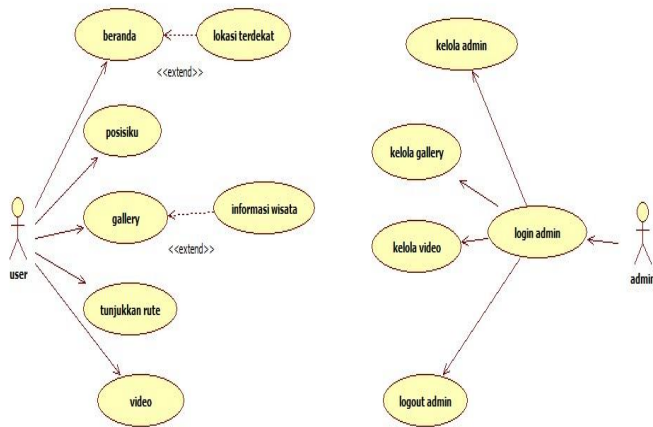 beranda
lokasi terdekat
<<extend>>
posisiku
gallery
informasi wisata
<<extend>>
user
tunjukkan rute
video
kelola admin
kelola gallery
kelola video
login admin
admin
logout admin